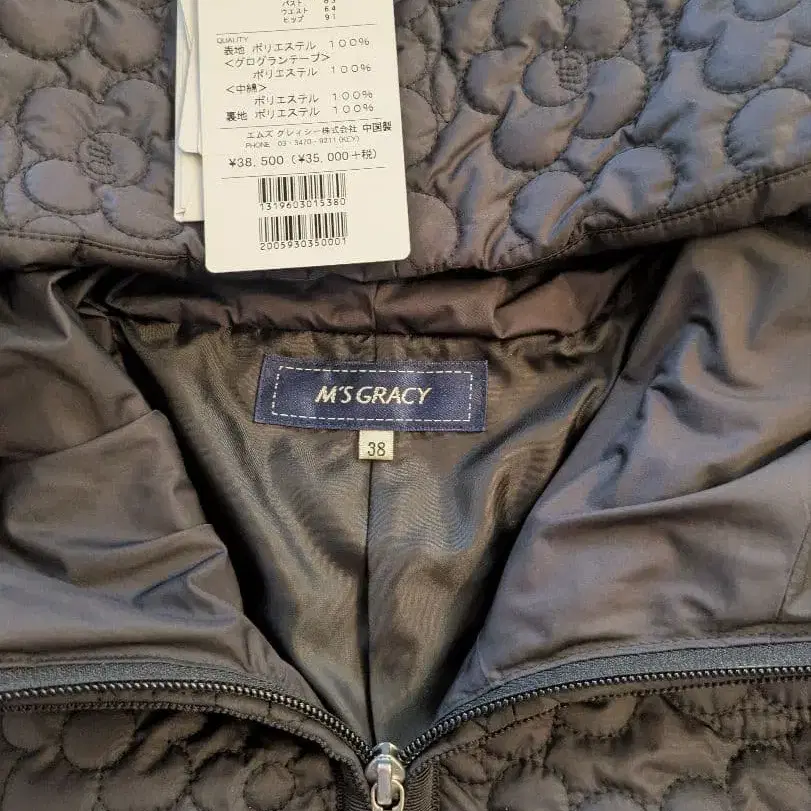 バスト 83
ウエスト 64
ヒップ 91
QUALITY
表地 ポリエステル 100%
<グログランテープ>
ポリエステル 100%
<中綿>
ポリエステル 100%
裏地 ポリエステル 100%
エムズ グレィシー株式会社 中国製
PHONE 03-3470-9211(KEY)
¥38,500 (¥35,000+税)
1319603015380
2005930350001
M'S GRACY
38